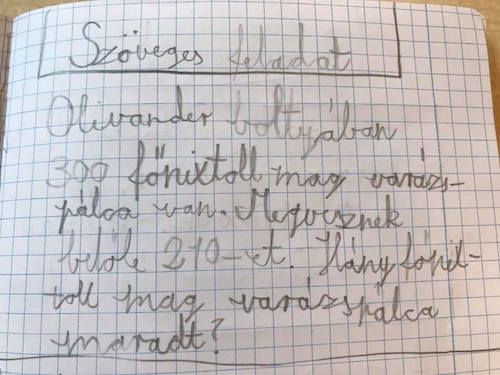 Szöveges feladat
Olivander boltyában
300 főnixtoll mag varázs-
pálca van. Megvesznek
belőle 210-et. Hány főnix-
toll mag varázspálca
maradt?